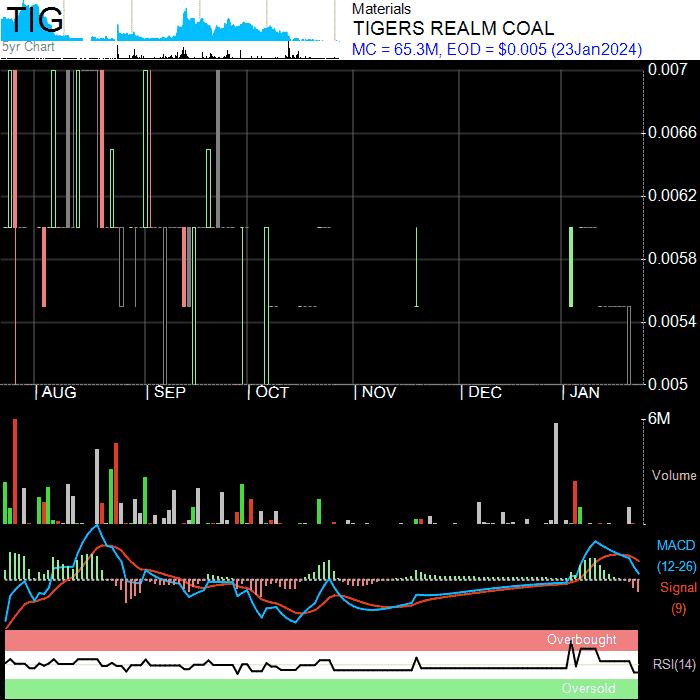 TIG
5yr Chart
Materials
TIGERS REALM COAL
MC = 65.3M, EOD = $0.005 (23Jan2024)
0.007
0.0066
0.0062
0.0058
0.0054
0.005
AUG
SEP
OCT
NOV
DEC
JAN
6M
Volume
MACD
(12-26)
Signal
(9)
Overbought
RSI(14)
Oversold